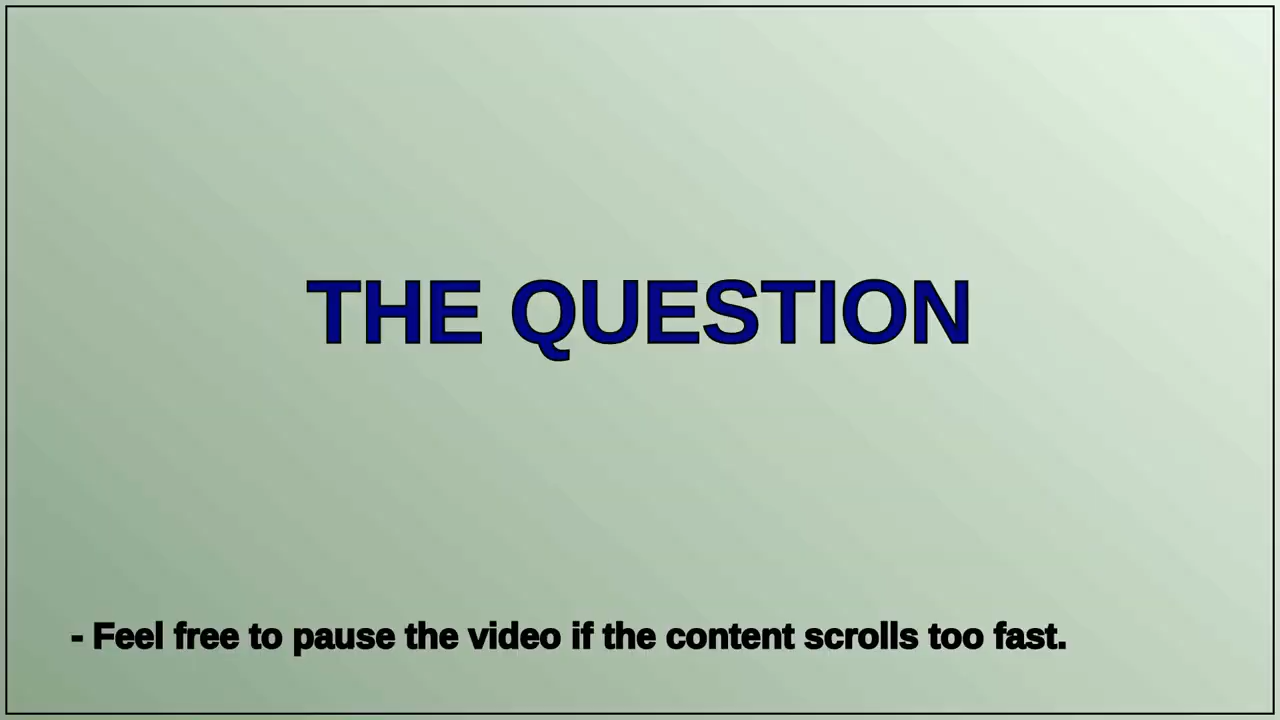 THE QUESTION
- Feel free to pause the video if the content scrolls too fast.